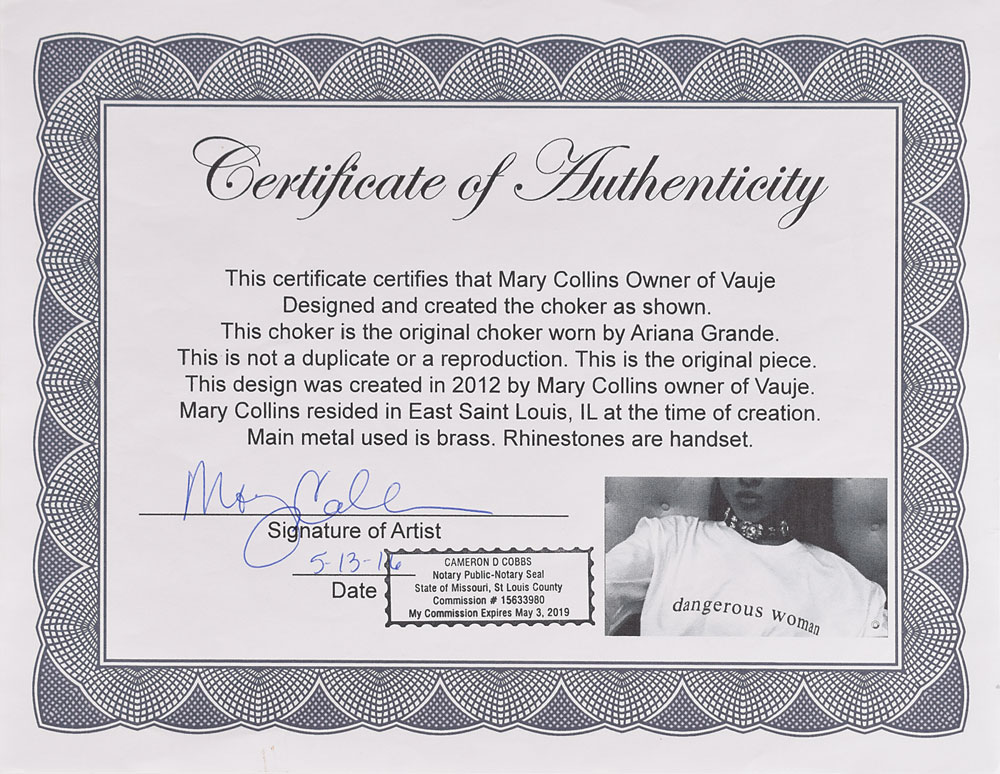 Certificate of Authenticity
This certificate certifies that Mary Collins Owner of Vauje
Designed and created the choker as shown.
This choker is the original choker worn by Ariana Grande.
This is not a duplicate or a reproduction. This is the original piece.
This design was created in 2012 by Mary Collins owner of Vauje.
Mary Collins resided in East Saint Louis, IL at the time of creation.
Main metal used is brass. Rhinestones are handset.
Mary
Signature of Artist
5-13-16
Date
CAMERON D COBBS
Notary Public-Notary Seal
State of Missouri, St Louis County
Commission # 15633980
My Commission Expires May 3, 2019
dangerous woman